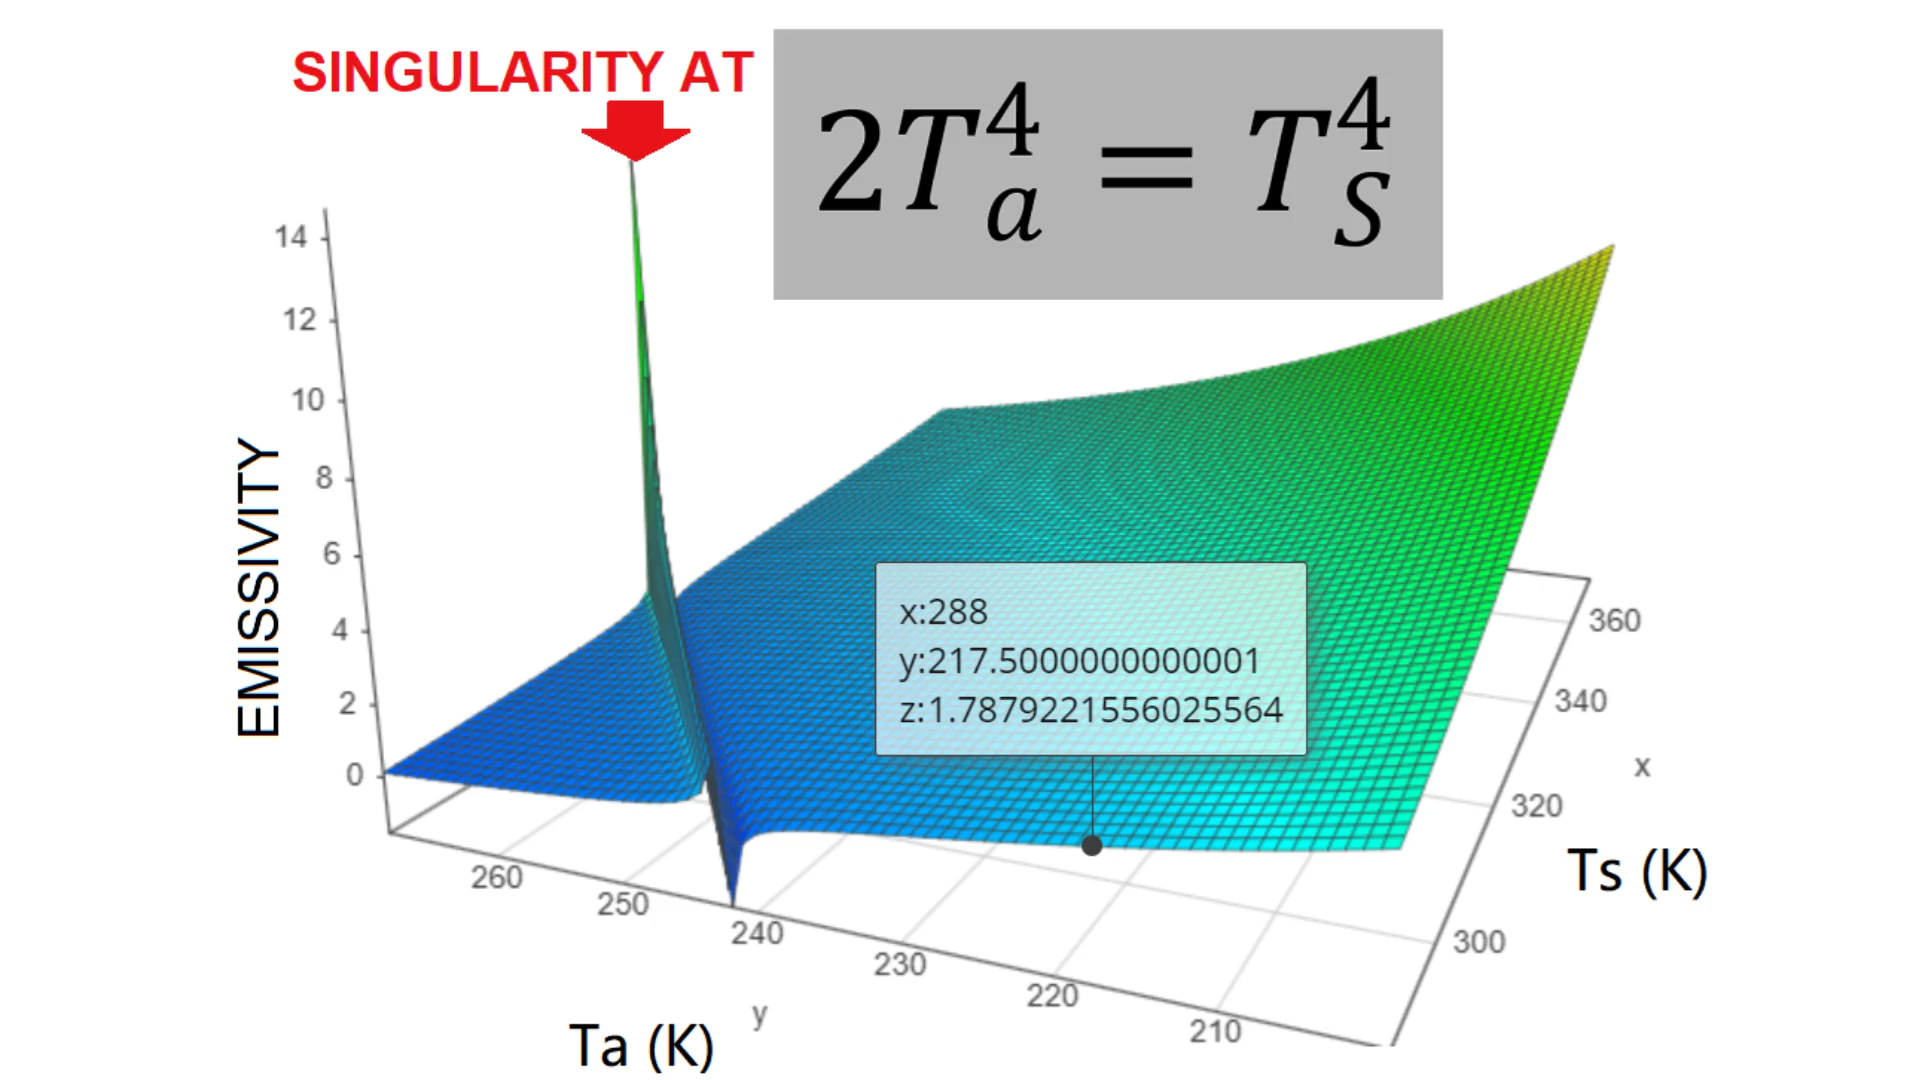 SINGULARITY AT
2T_a^4 = T_S^4
14
12
10
8
6
4
2
0
EMISSIVITY
x:288
y:217.5000000000001
z:1.7879221556025564
360
340
x
320
Ts (K)
300
260
250
240
230
220
210
y
Ta (K)